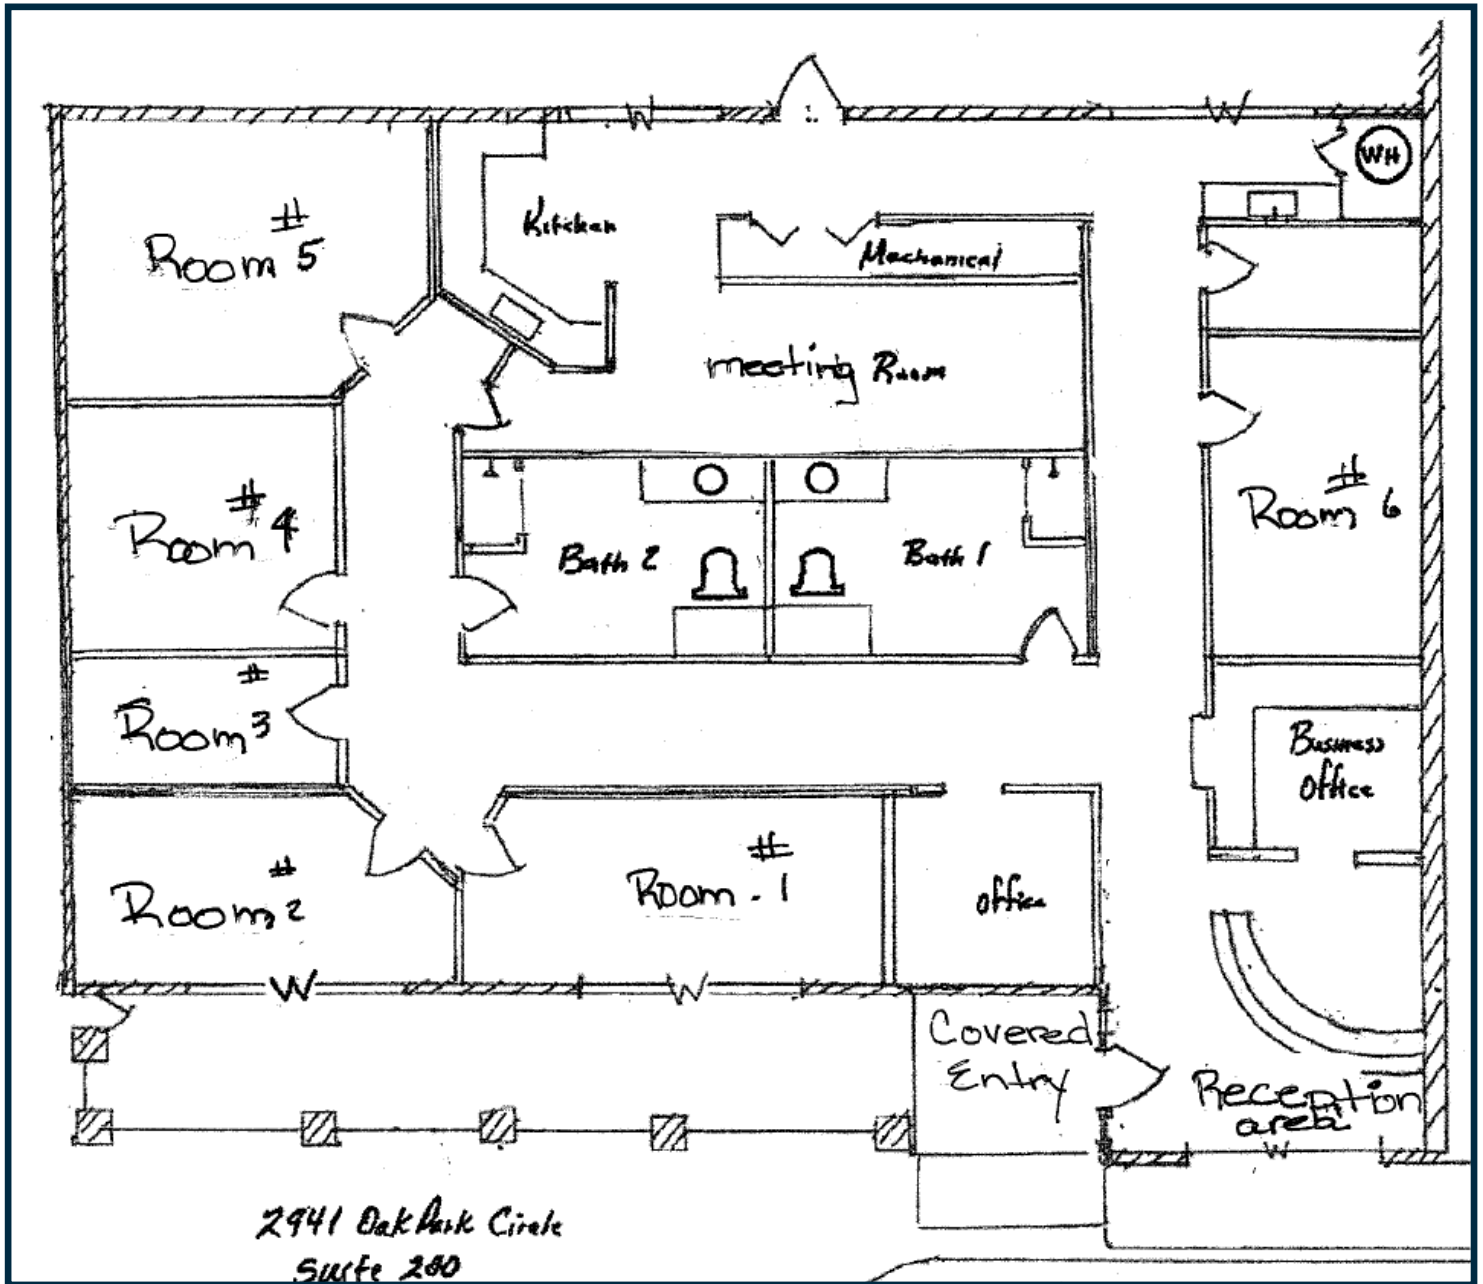 W
W
WH
Kitchen
#
Room 5
Mechanical
meeting Room
#
Room 4
#
Room 6
Bath 2
Bath 1
#
Room 3
Business
Office
#
Room 2
#
Room . 1
Office
W
W
Covered
Entry
Reception
area
W
2941 Oak Park Circle
Suite 200